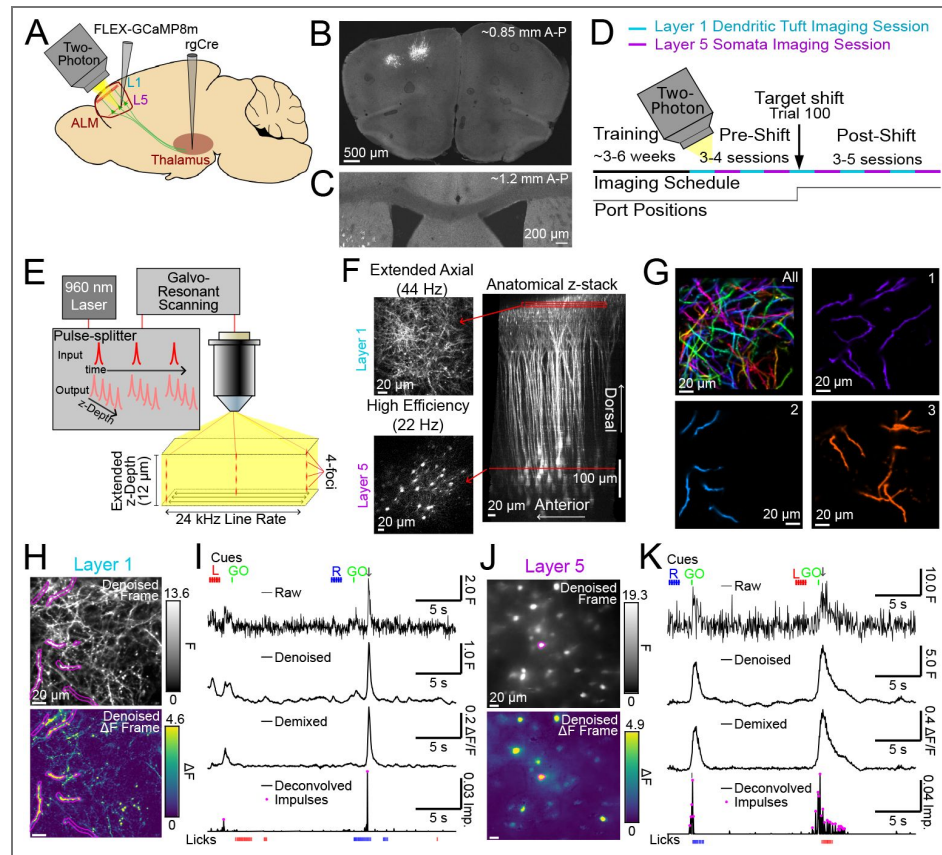 A
FLEX-GCaMP8m
Two-
Photon
rgCre
L1
L5
ALM
Thalamus
B
~0.85 mm A-P
500 µm
C
~1.2 mm A-P
200 µm
D
Layer 1 Dendritic Tuft Imaging Session
Layer 5 Somata Imaging Session
Two-
Photon
Target shift
Trial 100
Training
Pre-Shift
Post-Shift
~3-6 weeks
3-4 sessions
3-5 sessions
Imaging Schedule
Port Positions
E
960 nm
Laser
Galvo-
Resonant
Scanning
Pulse-splitter
Input
time
Output
z-Depth
Extended
z-Depth
(12 µm)
4-foci
24 kHz Line Rate
F
Extended Axial
(44 Hz)
Anatomical z-stack
Layer 1
20 µm
High Efficiency
(22 Hz)
Layer 5
20 µm
Dorsal
100 µm
20 µm
Anterior
G
All
20 µm
1
20 µm
2
20 µm
3
20 µm
H
Layer 1
Denoised
Frame
13.6
F
0
20 µm
Denoised
ΔF Frame
4.6
ΔF
0
I
Cues
L
GO
R
GO
Raw
2.0 F
5 s
Denoised
1.0 F
5 s
Demixed
0.2 ΔF/F
5 s
Deconvolved
Impulses
0.03 Imp.
5 s
Licks
J
Layer 5
Denoised
Frame
19.3
F
0
20 µm
Denoised
ΔF Frame
4.9
ΔF
0
K
Cues
R
GO
L
GO
Raw
10.0 F
5 s
Denoised
5.0 F
5 s
Demixed
0.4 ΔF/F
5 s
Deconvolved
Impulses
0.04 Imp.
5 s
Licks